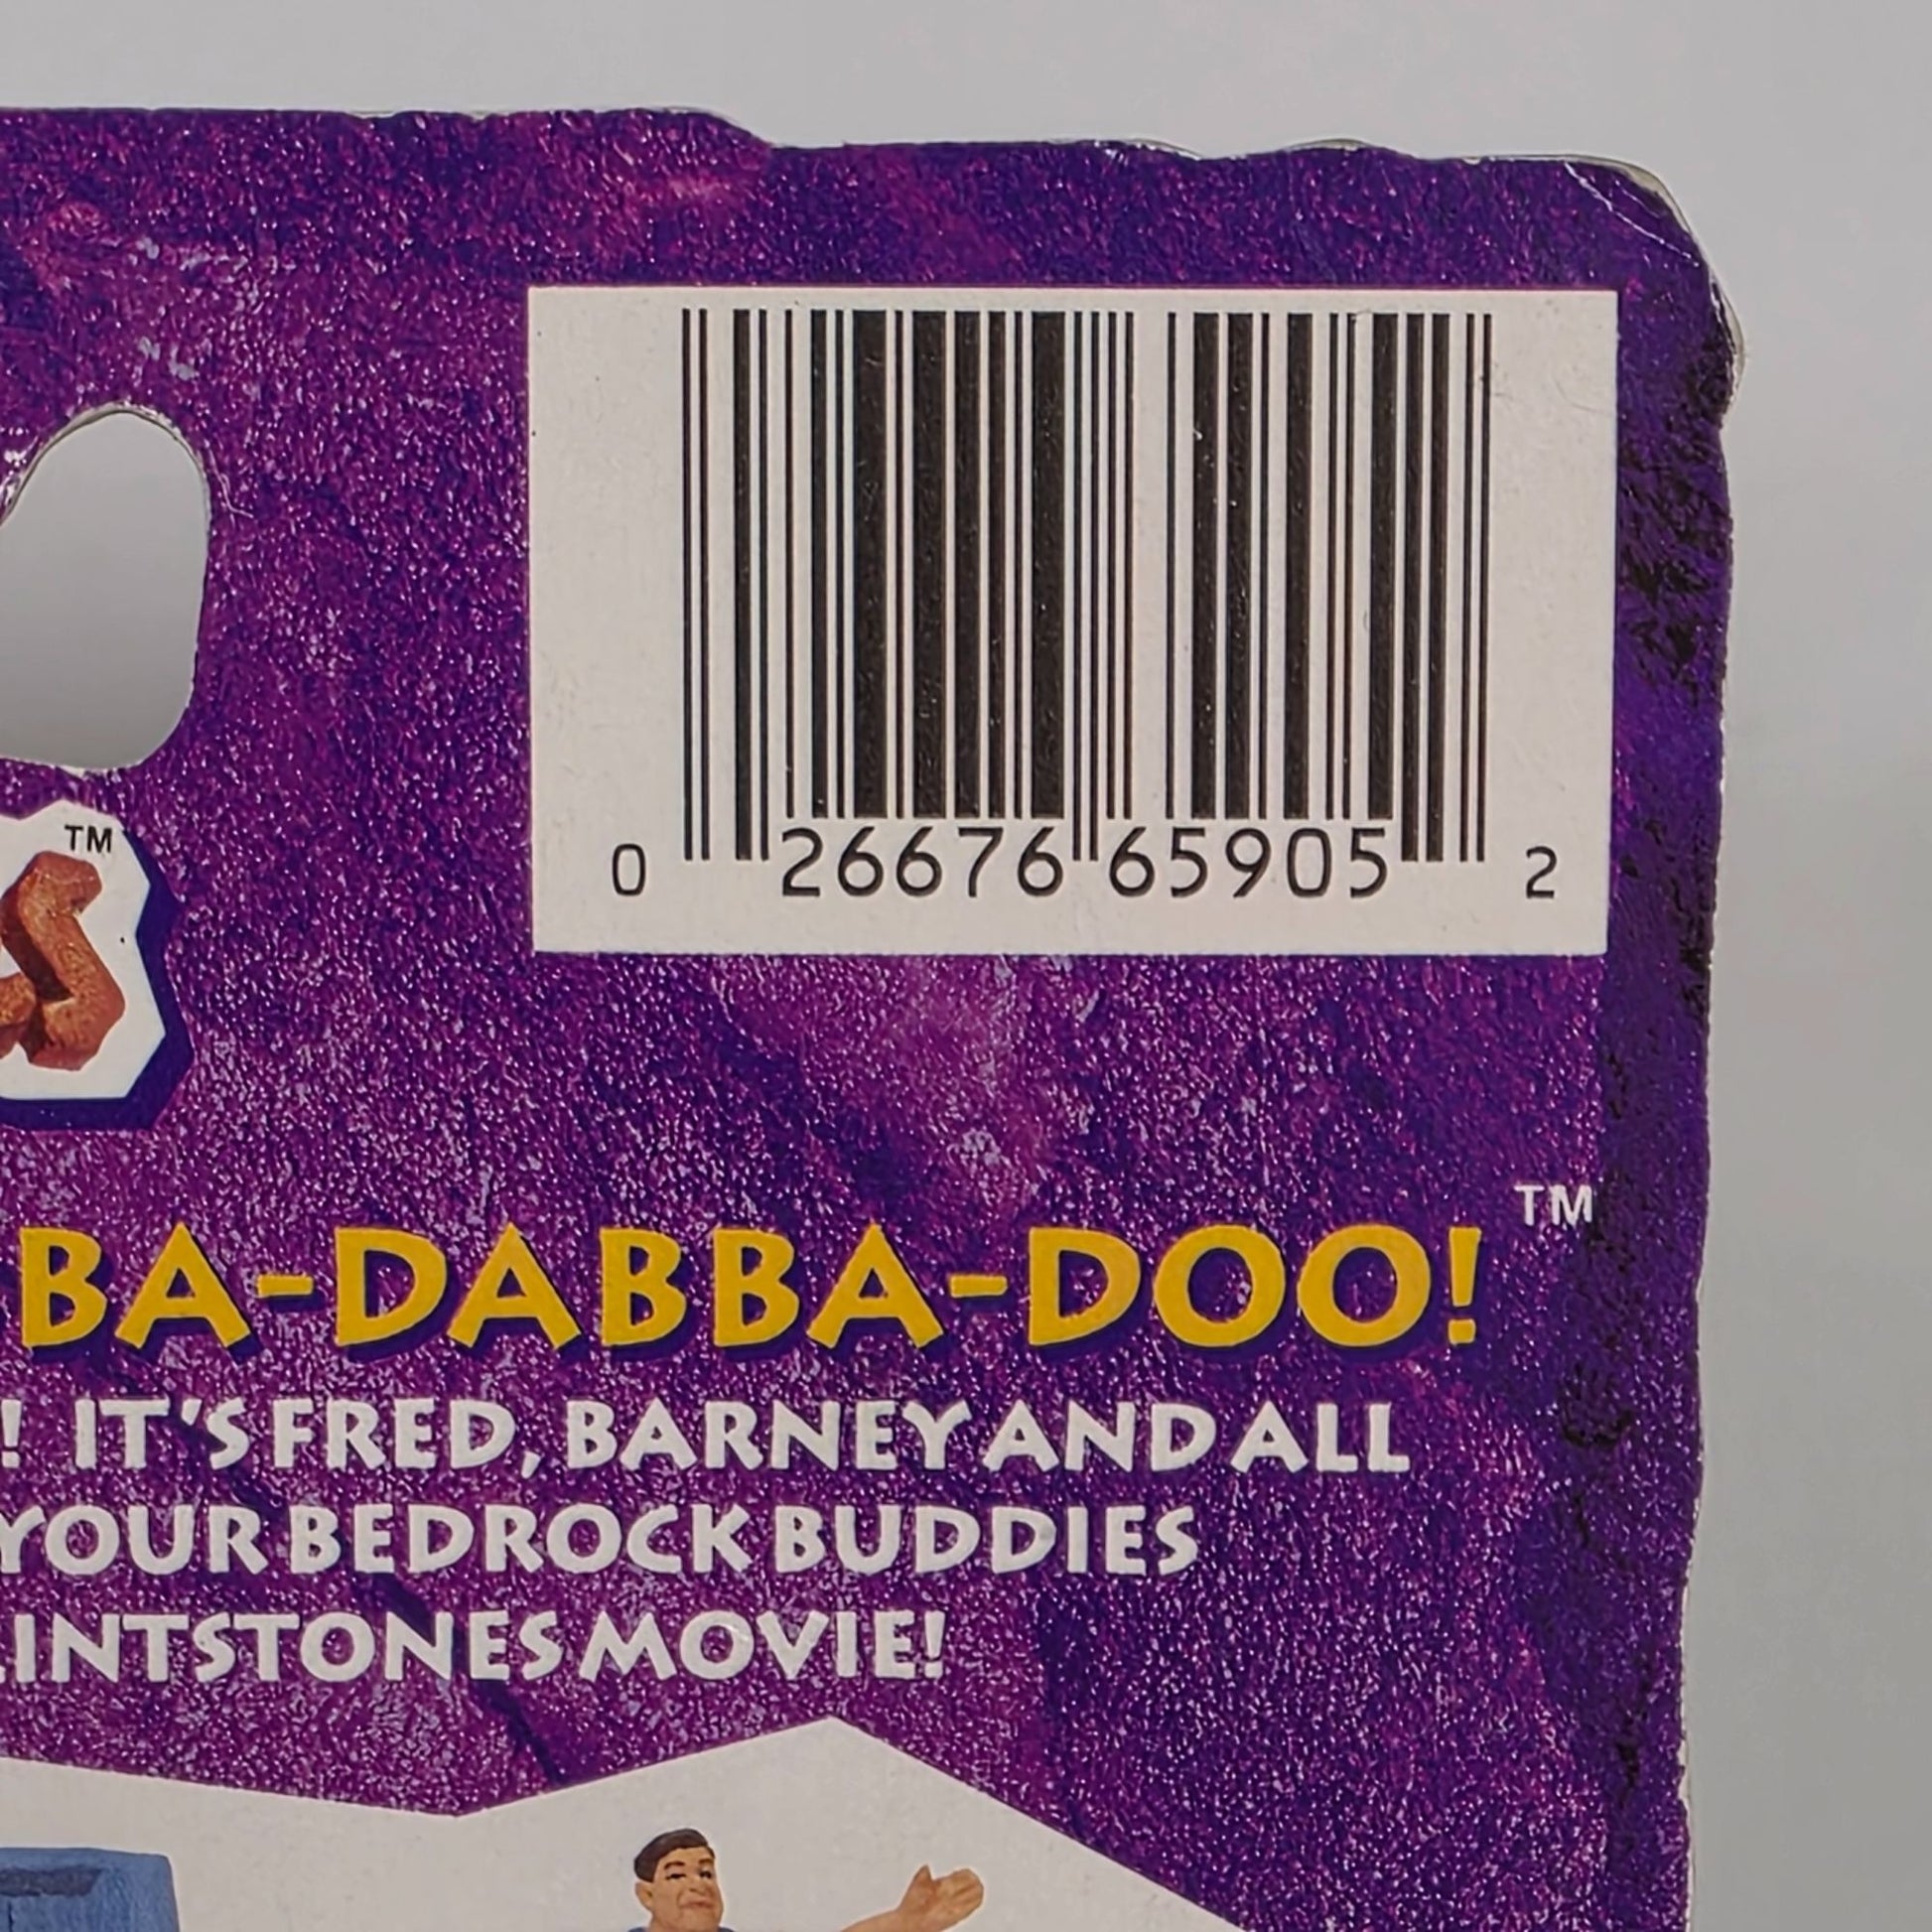 0 26676 65905 2
TM
S
TM
BA-DABBA-DOO!
! IT'S FRED, BARNEY AND ALL
YOUR BEDROCK BUDDIES
LINTSTONES MOVIE!